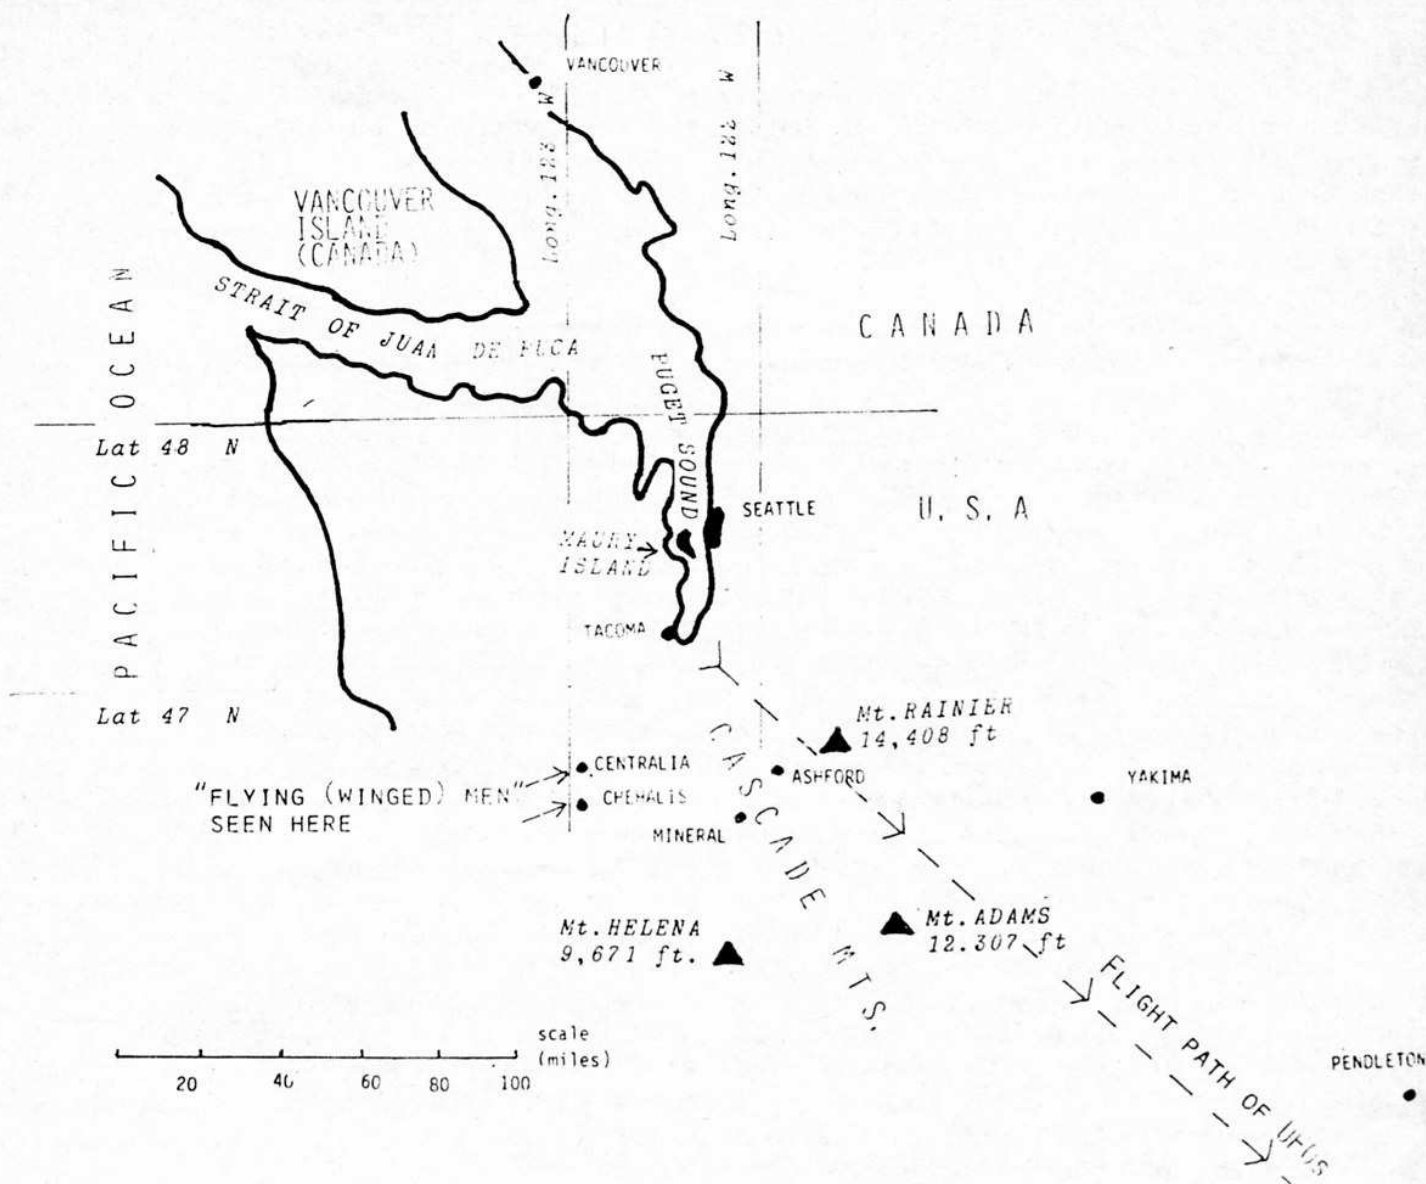 VANCOUVER
Long. 123 W
Long. 122 W
VANCOUVER
ISLAND
(CANADA)
STRAIT OF JUAN DE FUCA
CANADA
PACIFIC OCEAN
PUGET SOUND
Lat 48 N
SEATTLE
U. S. A
MAURY
ISLAND
TACOMA
Lat 47 N
Mt. RAINIER
14,408 ft
CASCADE MTS.
CENTRALIA
ASHFORD
YAKIMA
"FLYING (WINGED) MEN"
SEEN HERE
CHEHALIS
MINERAL
Mt. HELENA
9,671 ft.
Mt. ADAMS
12.307 ft
FLIGHT PATH OF UFOS
scale
(miles)
20 40 60 80 100
PENDLETON